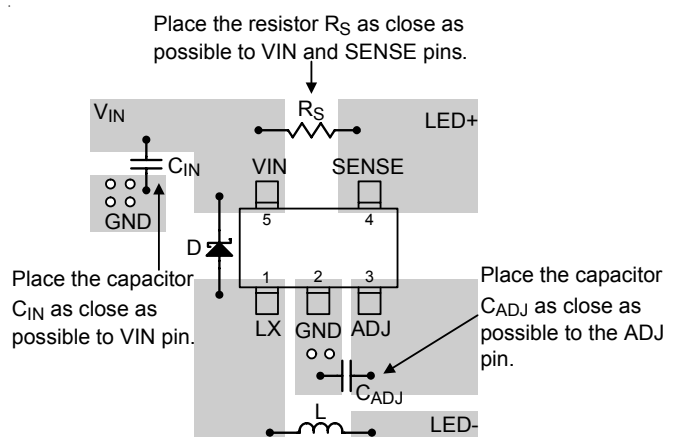 Place the resistor RS as close as
possible to VIN and SENSE pins.
VIN
RS
LED+
CIN
VIN
SENSE
GND
5
4
D
1
2
3
LX
GND
ADJ
Place the capacitor
CIN as close as
possible to VIN pin.
Place the capacitor
CADJ as close as
possible to the ADJ
pin.
CADJ
L
LED-